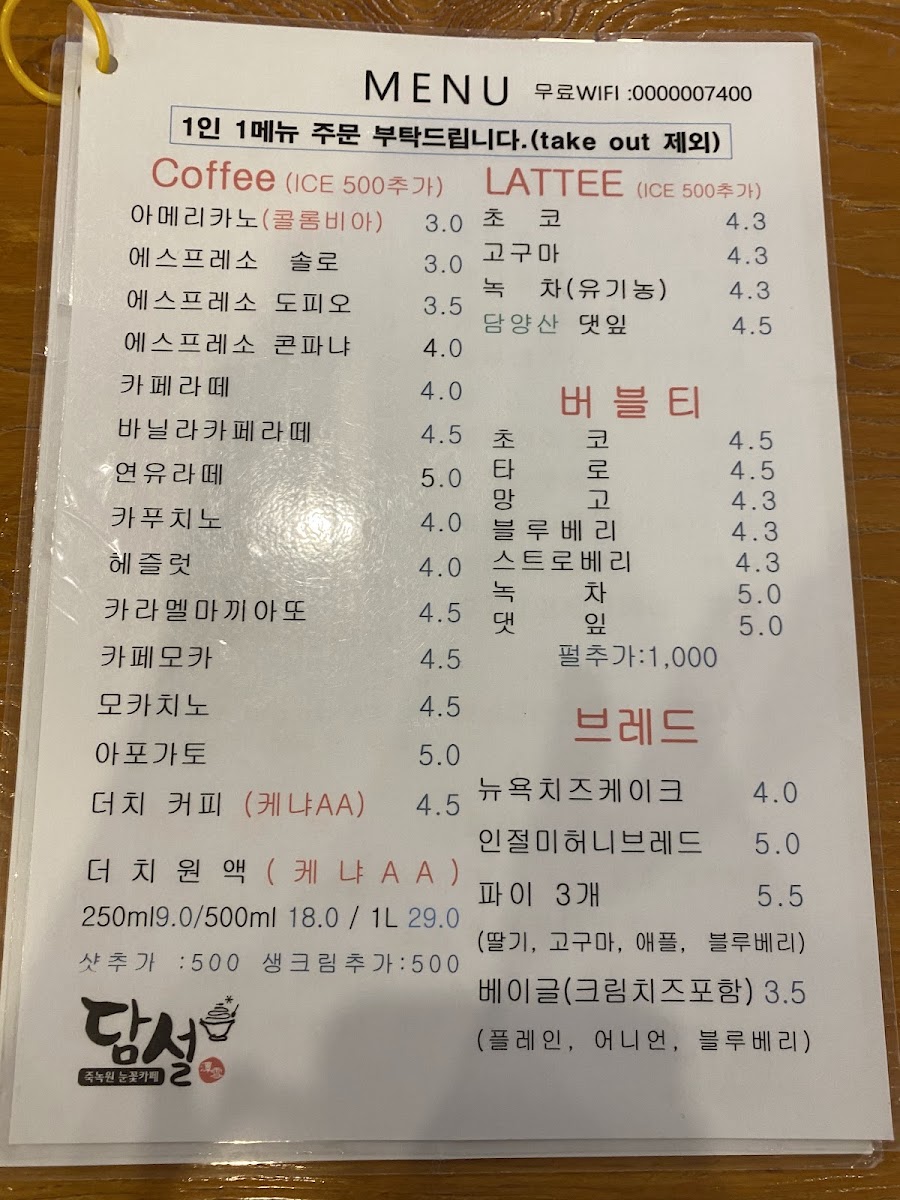 MENU 무료WIFI :0000007400
1인 1메뉴 주문 부탁드립니다.(take out 제외)
Coffee (ICE 500추가)
아메리카노(콜롬비아) 3.0
에스프레소 솔로 3.0
에스프레소 도피오 3.5
에스프레소 콘파냐 4.0
카페라떼 4.0
바닐라카페라떼 4.5
연유라떼 5.0
카푸치노 4.0
헤즐럿 4.0
카라멜마끼아또 4.5
카페모카 4.5
모카치노 4.5
아포가토 5.0
더치 커피 (케냐AA) 4.5
더 치 원 액 ( 케 냐 A A )
250ml9.0/500ml 18.0 / 1L 29.0
샷추가 :500 생크림추가:500
담설
죽녹원 눈꽃카페
LATTEE (ICE 500추가)
초 코 4.3
고구마 4.3
녹 차(유기농) 4.3
담양산 댓잎 4.5
버블티
초 코 4.5
타 로 4.5
망 고 4.3
블루베리 4.3
스트로베리 4.3
녹 차 5.0
댓 잎 5.0
펄추가:1,000
브레드
뉴욕치즈케이크 4.0
인절미허니브레드 5.0
파이 3개 5.5
(딸기, 고구마, 애플, 블루베리)
베이글(크림치즈포함) 3.5
(플레인, 어니언, 블루베리)